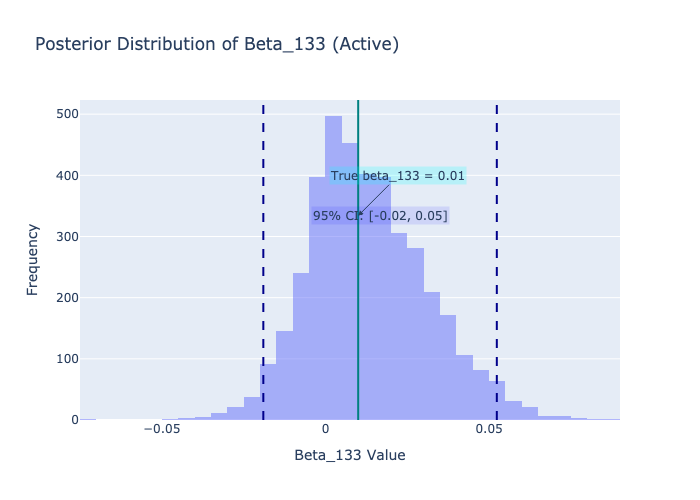 Posterior Distribution of Beta_133 (Active)
500
400
300
200
100
0
Frequency
True beta_133 = 0.01
95% CI: [-0.02, 0.05]
−0.05
0
0.05
Beta_133 Value